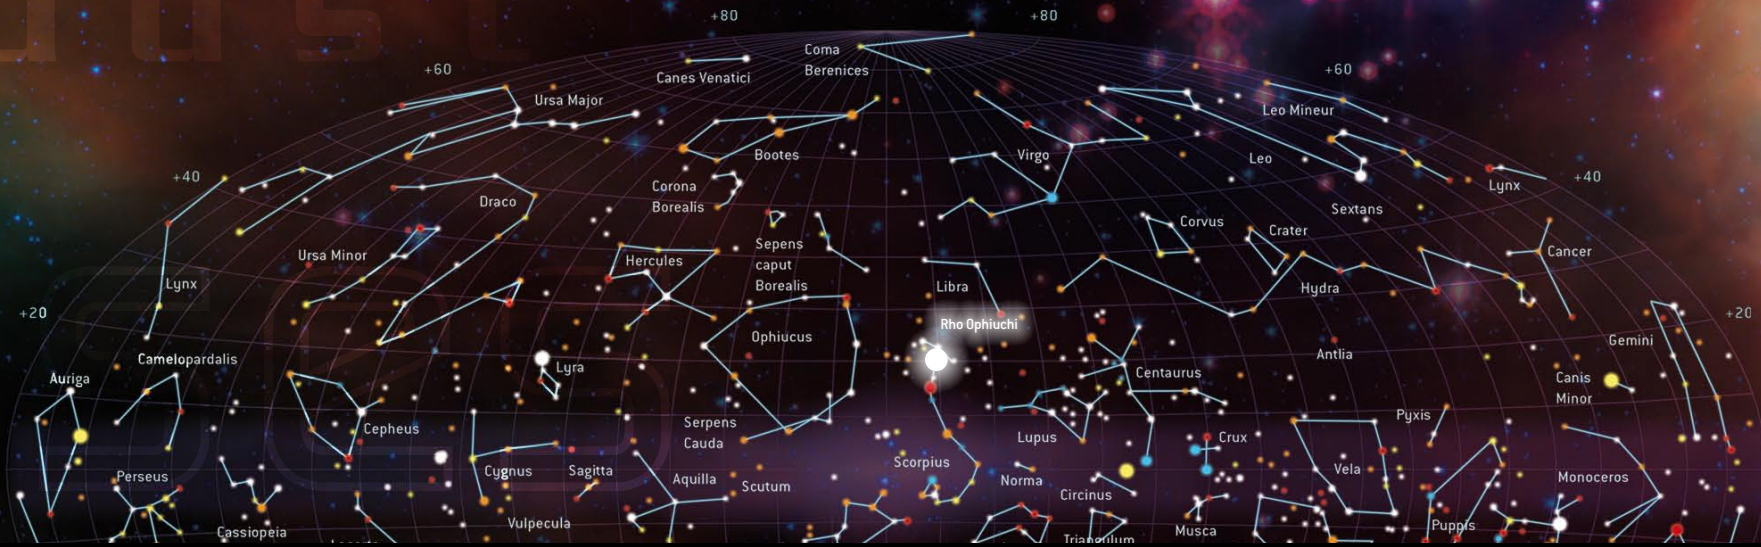 +80
+80
Coma
Berenices
Canes Venatici
+60
+60
Ursa Major
Leo Mineur
Bootes
Virgo
Leo
+40
+40
Corona
Borealis
Lynx
Draco
Sextans
Corvus
Crater
Ursa Minor
Hercules
Sepens
caput
Borealis
Cancer
Lynx
Libra
Hydra
+20
+20
Rho Ophiuchi
Ophiucus
Gemini
Camelopardalis
Antlia
Lyra
Centaurus
Auriga
Canis
Minor
Pyxis
Cepheus
Serpens
Cauda
Lupus
Crux
Scorpius
Perseus
Cygnus
Sagitta
Aquilla
Scutum
Norma
Circinus
Vela
Monoceros
Cassiopeia
Vulpecula
Musca
Puppis
Triangulum